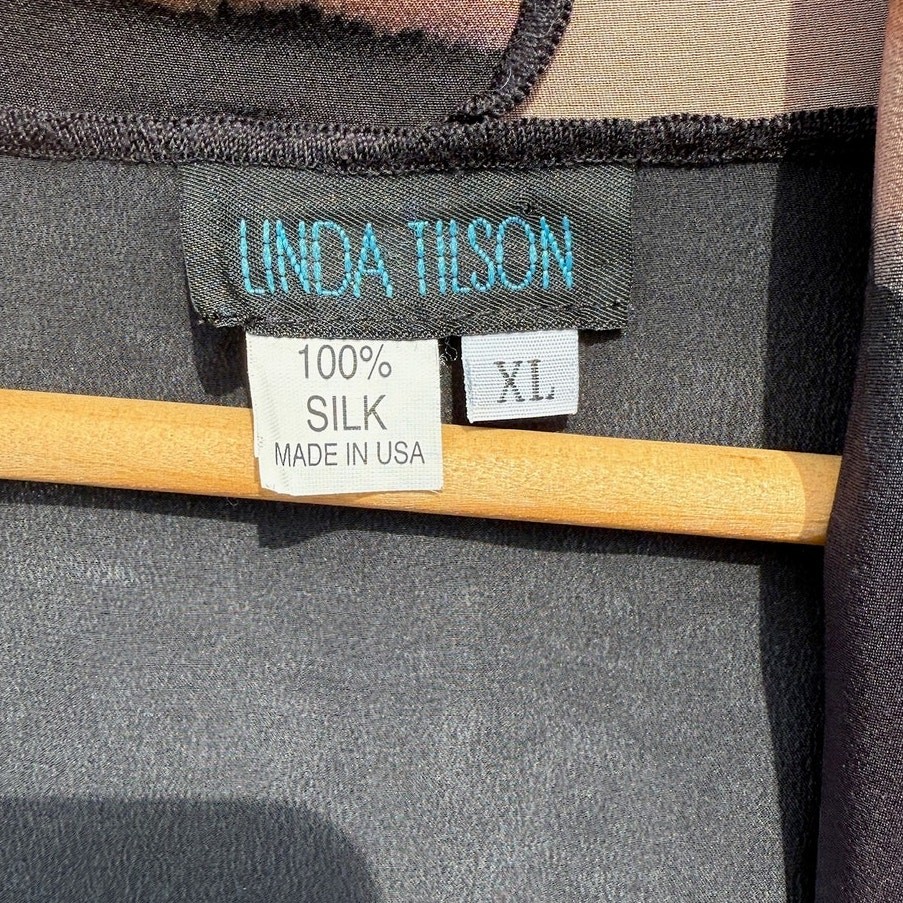 LINDA TILSON
100%
SILK
MADE IN USA
XL